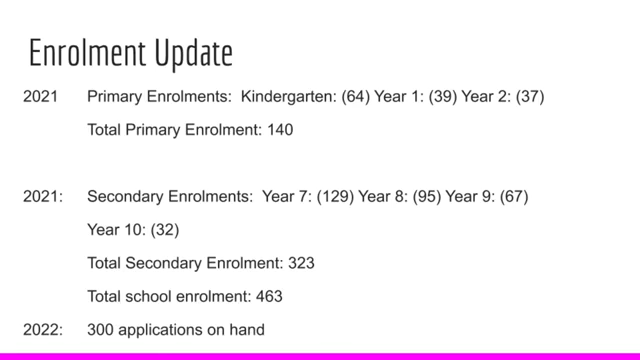 Enrolment Update
2021 Primary Enrolments: Kindergarten: (64) Year 1: (39) Year 2: (37)
Total Primary Enrolment: 140
2021: Secondary Enrolments: Year 7: (129) Year 8: (95) Year 9: (67)
Year 10: (32)
Total Secondary Enrolment: 323
Total school enrolment: 463
2022: 300 applications on hand